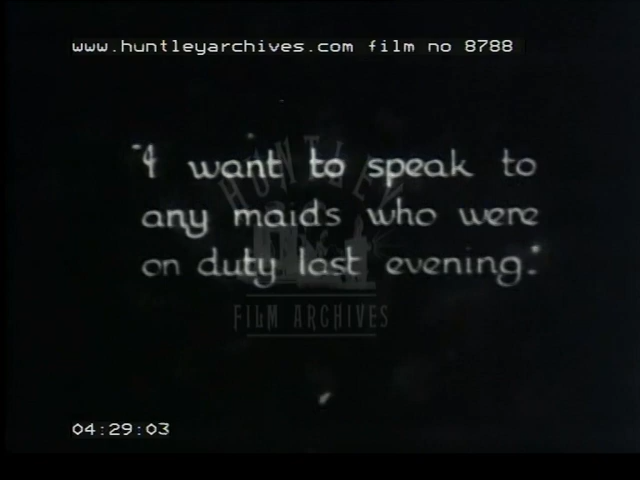 www.huntleyarchives.com film no 8788
"I want to speak to
any maids who were
on duty last evening."
HUNTLEY
FILM ARCHIVES
04:29:03